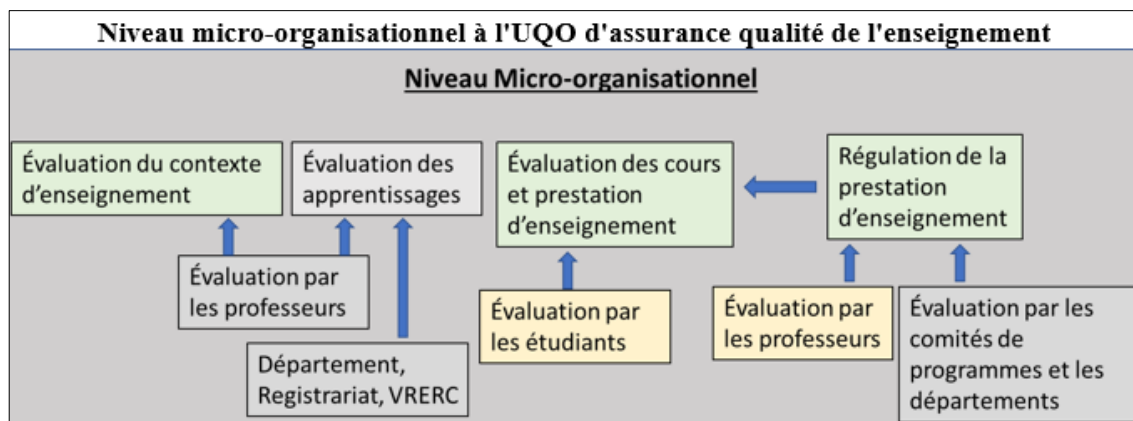 Niveau micro-organisationnel à l'UQO d'assurance qualité de l'enseignement
Niveau Micro-organisationnel
Évaluation du contexte
d'enseignement
Évaluation des
apprentissages
Évaluation des cours
et prestation
d'enseignement
Régulation de la
prestation
d'enseignement
Évaluation par
les professeurs
Département,
Registrariat, VRERC
Évaluation par
les étudiants
Évaluation par
les professeurs
Évaluation par les
comités de
programmes et les
départements